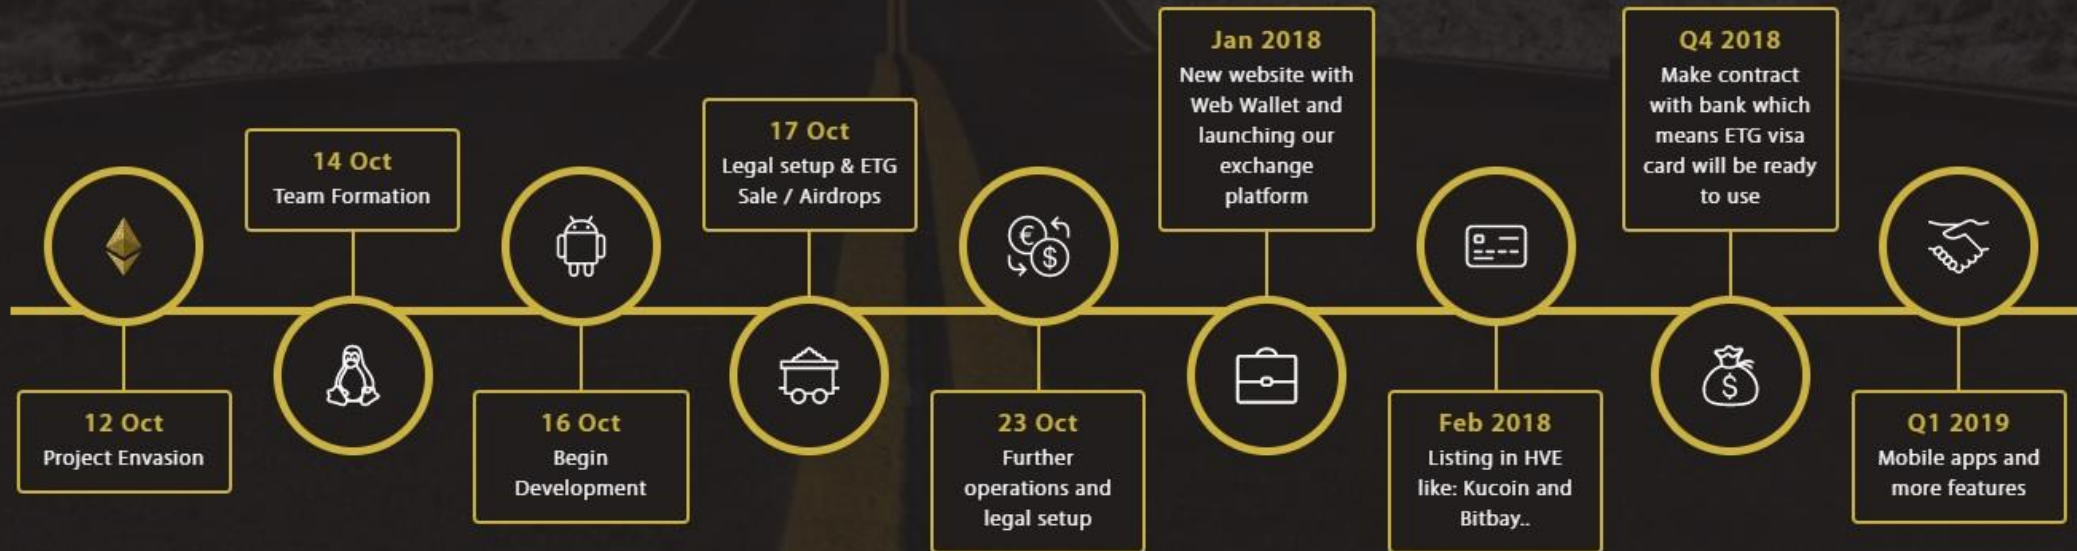 12 Oct
Project Envasion
14 Oct
Team Formation
16 Oct
Begin
Development
17 Oct
Legal setup & ETG
Sale / Airdrops
23 Oct
Further
operations and
legal setup
Jan 2018
New website with
Web Wallet and
launching our
exchange
platform
Feb 2018
Listing in HVE
like: Kucoin and
Bitbay..
Q4 2018
Make contract
with bank which
means ETG visa
card will be ready
to use
Q1 2019
Mobile apps and
more features